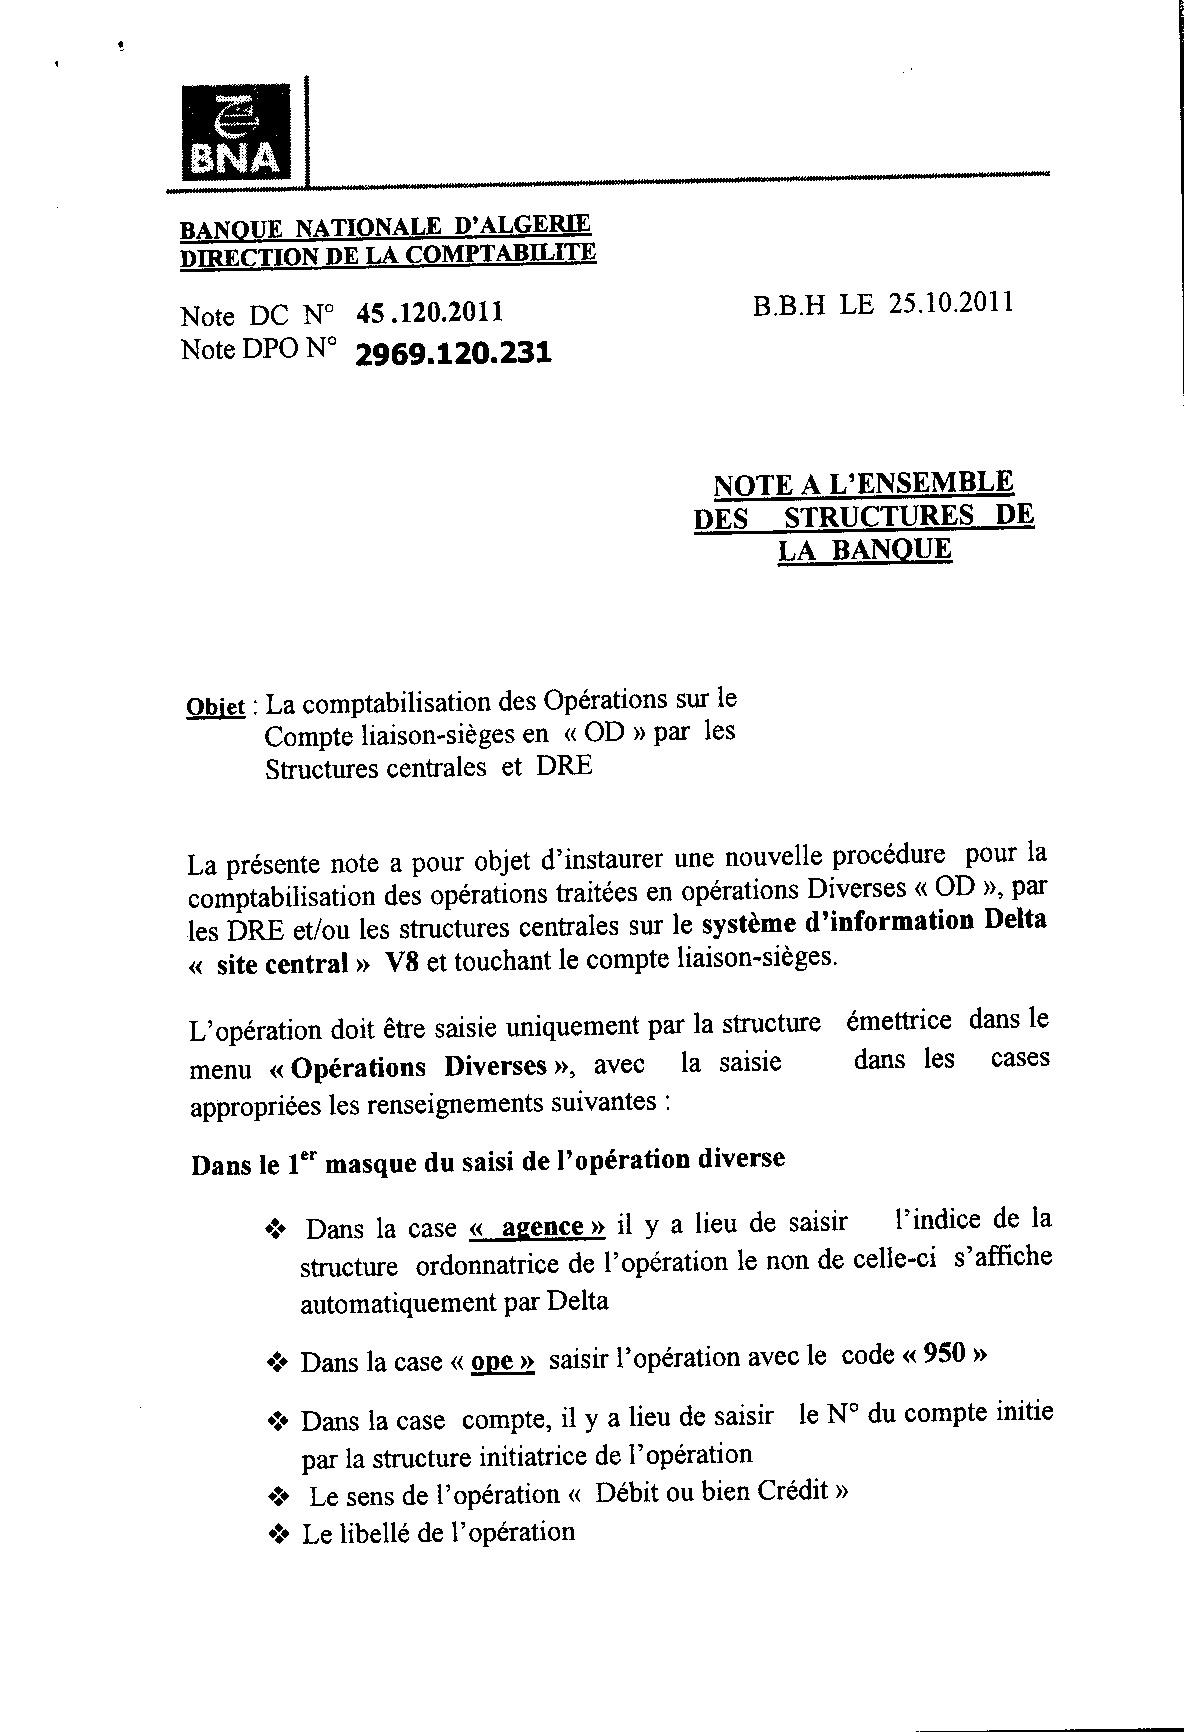 BNA
BANQUE NATIONALE D'ALGERIE
DIRECTION DE LA COMPTABILITE
Note DC N° 45.120.2011
B.B.H LE 25.10.2011
Note DPO N° 2969.120.231
NOTE A L'ENSEMBLE
DES STRUCTURES DE
LA BANQUE
Objet : La comptabilisation des Opérations sur le
Compte liaison-sièges en « OD » par les
Structures centrales et DRE
La présente note a pour objet d'instaurer une nouvelle procédure pour la
comptabilisation des opérations traitées en opérations Diverses « OD », par
les DRE et/ou les structures centrales sur le système d'information Delta
« site central » V8 et touchant le compte liaison-sièges.
L'opération doit être saisie uniquement par la structure émettrice dans le
menu « Opérations Diverses », avec la saisie dans les cases
appropriées les renseignements suivantes :
Dans le 1er masque du saisi de l'opération diverse
❖ Dans la case « agence » il y a lieu de saisir l'indice de la
structure ordonnatrice de l'opération le non de celle-ci s'affiche
automatiquement par Delta
❖ Dans la case « ope » saisir l'opération avec le code « 950 »
❖ Dans la case compte, il y a lieu de saisir le N° du compte initie
par la structure initiatrice de l'opération
❖ Le sens de l'opération « Débit ou bien Crédit »
❖ Le libellé de l'opération